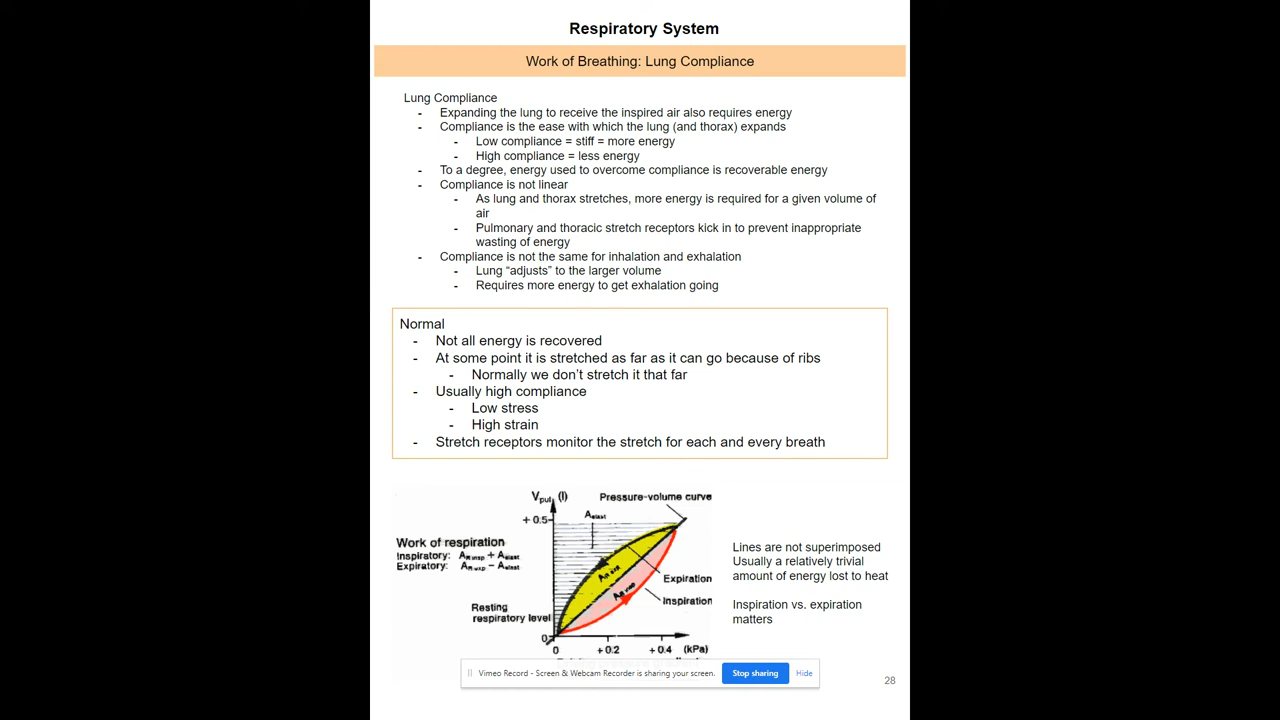 Respiratory System
Work of Breathing: Lung Compliance
Lung Compliance
- Expanding the lung to receive the inspired air also requires energy
- Compliance is the ease with which the lung (and thorax) expands
- Low compliance = stiff = more energy
- High compliance = less energy
- To a degree, energy used to overcome compliance is recoverable energy
- Compliance is not linear
- As lung and thorax stretches, more energy is required for a given volume of
air
- Pulmonary and thoracic stretch receptors kick in to prevent inappropriate
wasting of energy
- Compliance is not the same for inhalation and exhalation
- Lung “adjusts” to the larger volume
- Requires more energy to get exhalation going
Normal
- Not all energy is recovered
- At some point it is stretched as far as it can go because of ribs
- Normally we don’t stretch it that far
- Usually high compliance
- Low stress
- High strain
- Stretch receptors monitor the stretch for each and every breath
Vpul (l)
Pressure-volume curve
+ 0.5
Aelast
Work of respiration
Inspiratory: AR insp + Aelast
Expiratory: AR exp − Aelast
Expiration
Inspiration
Resting
respiratory level
0
0 + 0.2 + 0.4 (kPa)
Lines are not superimposed
Usually a relatively trivial
amount of energy lost to heat
Inspiration vs. expiration
matters
Vimeo Record - Screen & Webcam Recorder is sharing your screen.
Stop sharing
Hide
28